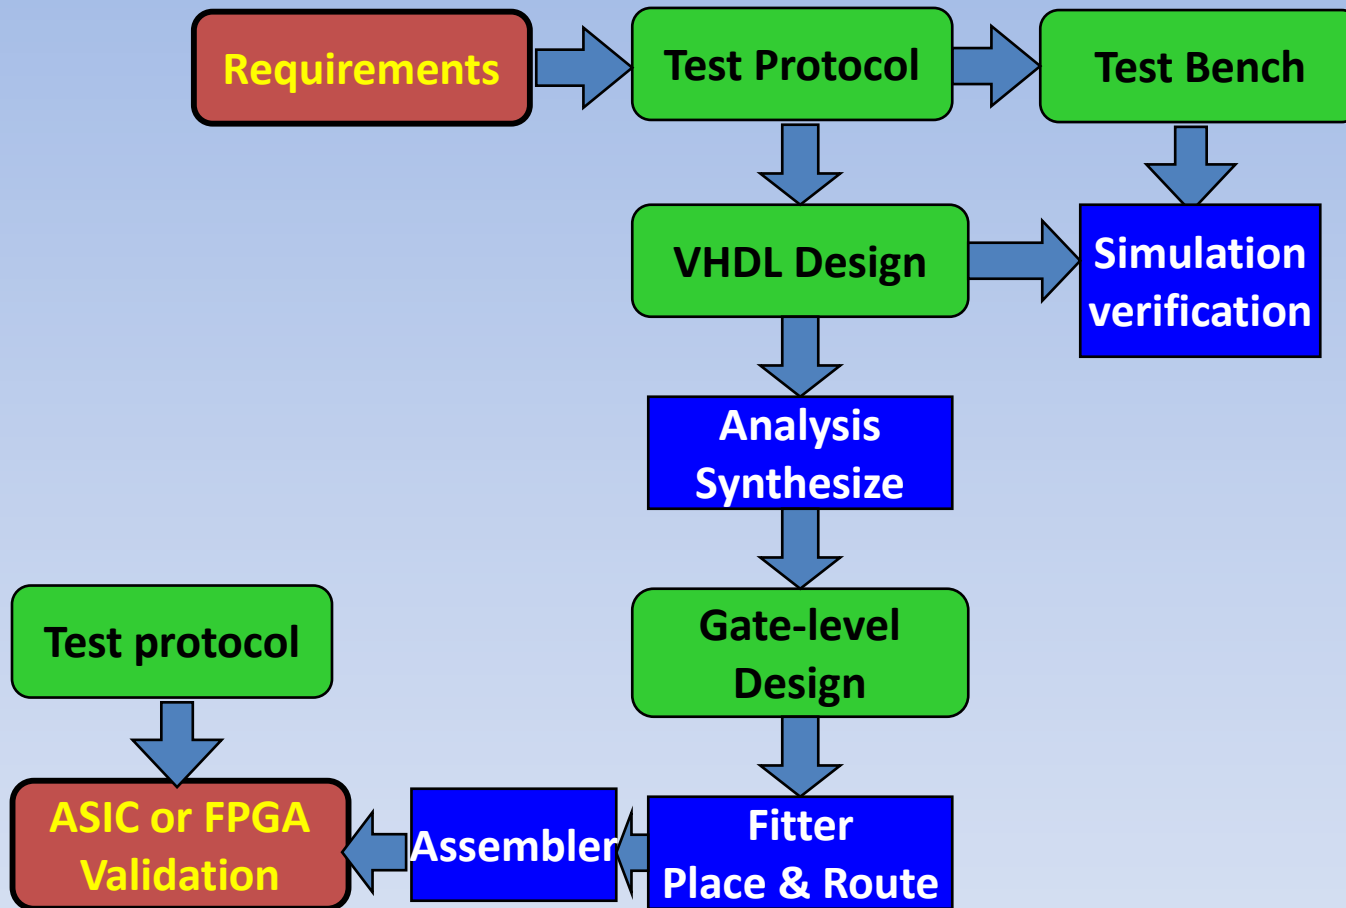 Requirements
Test Protocol
Test Bench
VHDL Design
Simulation
verification
Analysis
Synthesize
Gate-level
Design
Test protocol
ASIC or FPGA
Validation
Assembler
Fitter
Place & Route